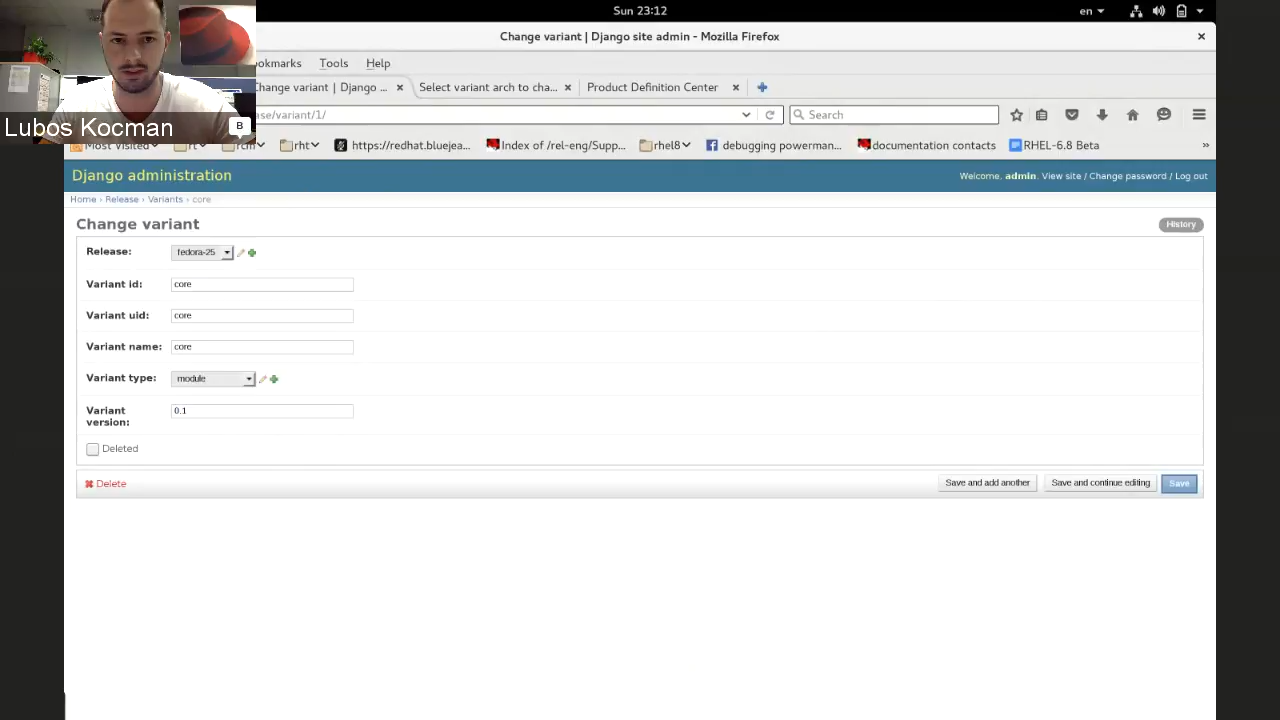 Sun 23:12
en
Change variant | Django site admin - Mozilla Firefox
okmarks Tools Help
Change variant | Django ... Select variant arch to cha... Product Definition Center
ase/variant/1/ Search
Lubos Kocman
B
Most Visited rt rcm rht https://redhat.bluejea... Index of /rel-eng/Supp... rhel8 debugging powerman... documentation contacts RHEL-6.8 Beta »
Django administration
Welcome, admin. View site / Change password / Log out
Home › Release › Variants › core
Change variant
History
Release: fedora-25
Variant id: core
Variant uid: core
Variant name: core
Variant type: module
Variant
version: 0.1
Deleted
Delete
Save and add another Save and continue editing Save